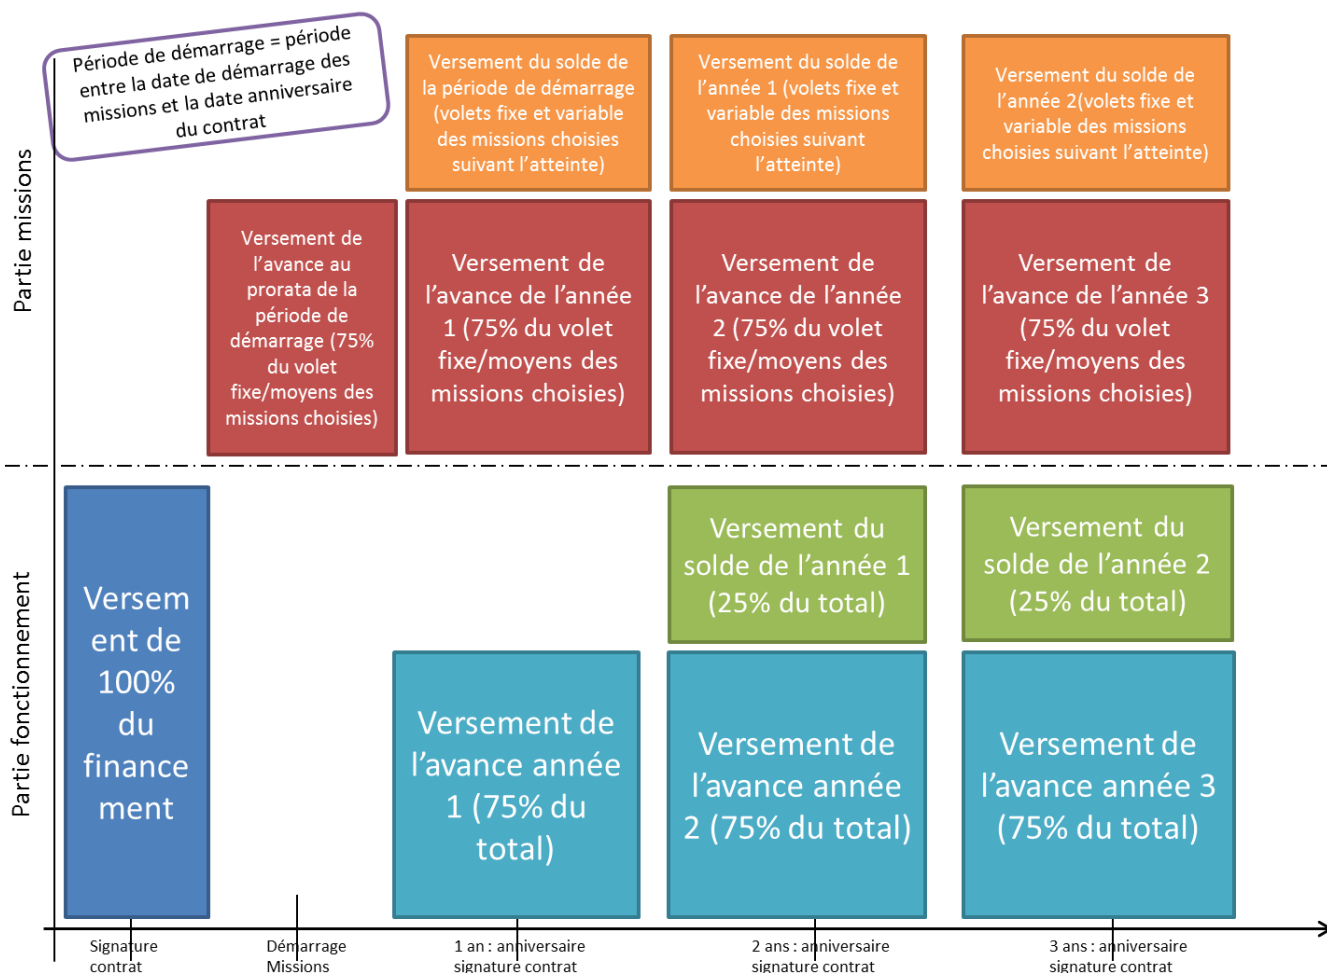 Période de démarrage = période
entre la date de démarrage des
missions et la date anniversaire
du contrat
Versement du solde de
la période de démarrage
(volets fixe et variable
des missions choisies
suivant l’atteinte)
Versement du solde de
l’année 1 (volets fixe et
variable des missions
choisies suivant
l’atteinte)
Versement du solde de
l’année 2(volets fixe et
variable des missions
choisies suivant l’atteinte)
Partie missions
Versement de
l’avance au
prorata de la
période de
démarrage (75%
du volet
fixe/moyens des
missions choisies)
Versement de
l’avance de l’année
1 (75% du volet
fixe/moyens des
missions choisies)
Versement de
l’avance de l’année
2 (75% du volet
fixe/moyens des
missions choisies)
Versement de
l’avance de l’année 3
(75% du volet
fixe/moyens des
missions choisies)
Partie fonctionnement
Versem
ent de
100%
du
finance
ment
Versement du
solde de l’année 1
(25% du total)
Versement du
solde de l’année 2
(25% du total)
Versement de
l’avance année
1 (75% du
total)
Versement de
l’avance année
2 (75% du total)
Versement de
l’avance année 3
(75% du total)
Signature
contrat
Démarrage
Missions
1 an : anniversaire
signature contrat
2 ans : anniversaire
signature contrat
3 ans : anniversaire
signature contrat